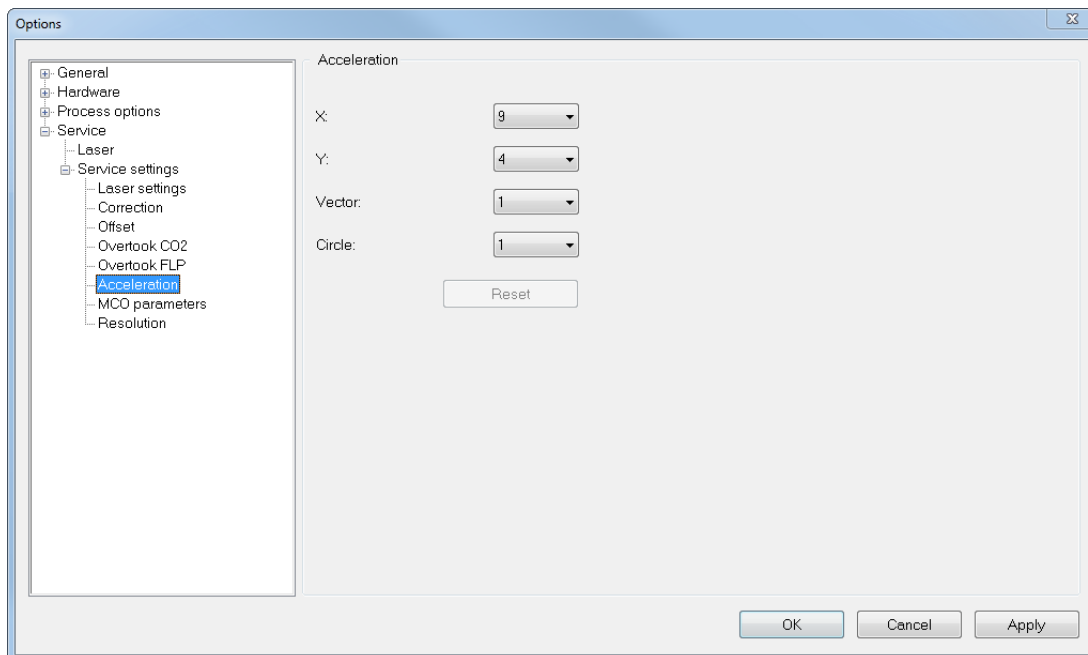 Options
General
Hardware
Process options
Service
Laser
Service settings
Laser settings
Correction
Offset
Overtook CO2
Overtook FLP
Acceleration
MCO parameters
Resolution
Acceleration
X: 9
Y: 4
Vector: 1
Circle: 1
Reset
OK Cancel Apply